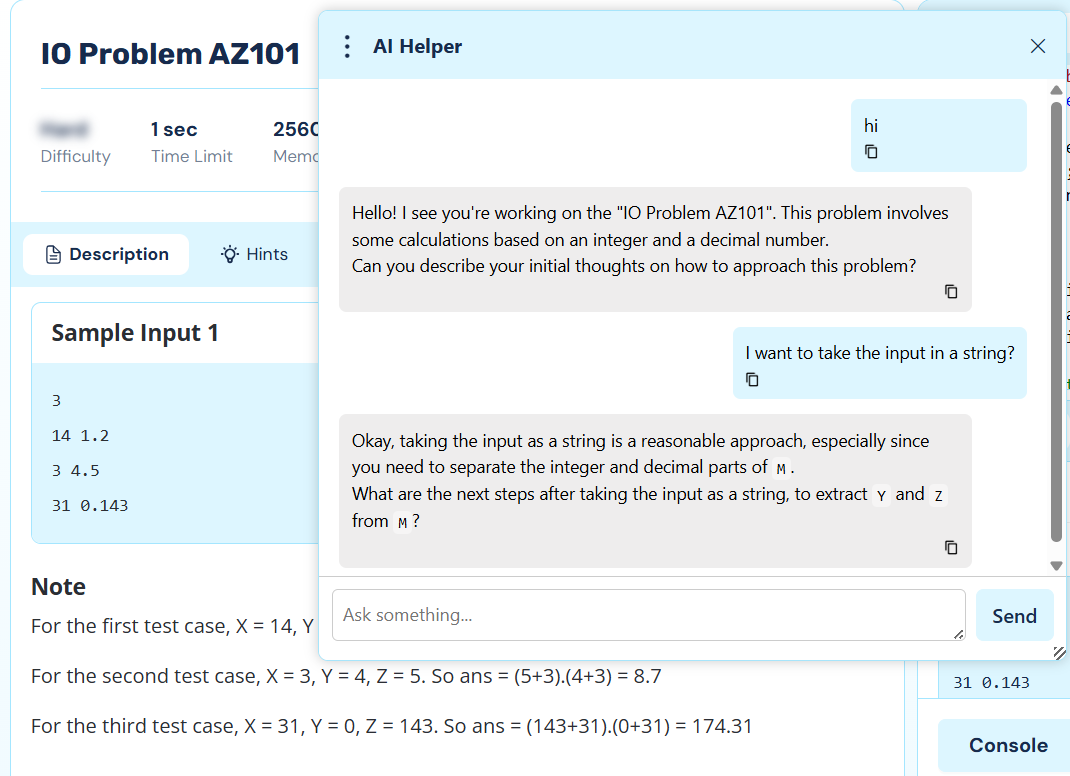 IO Problem AZ101
1 sec
Difficulty
Time Limit
Description
Hints
Sample Input 1
3
14 1.2
3 4.5
31 0.143
Note
For the first test case, X = 14, Y
For the second test case, X = 3, Y = 4, Z = 5. So ans = (5+3).(4+3) = 8.7
For the third test case, X = 31, Y = 0, Z = 143. So ans = (143+31).(0+31) = 174.31
AI Helper
hi
Hello! I see you're working on the "IO Problem AZ101". This problem involves
some calculations based on an integer and a decimal number.
Can you describe your initial thoughts on how to approach this problem?
I want to take the input in a string?
Okay, taking the input as a string is a reasonable approach, especially since
you need to separate the integer and decimal parts of M.
What are the next steps after taking the input as a string, to extract Y and Z
from M?
Ask something...
Send
31 0.143
Console